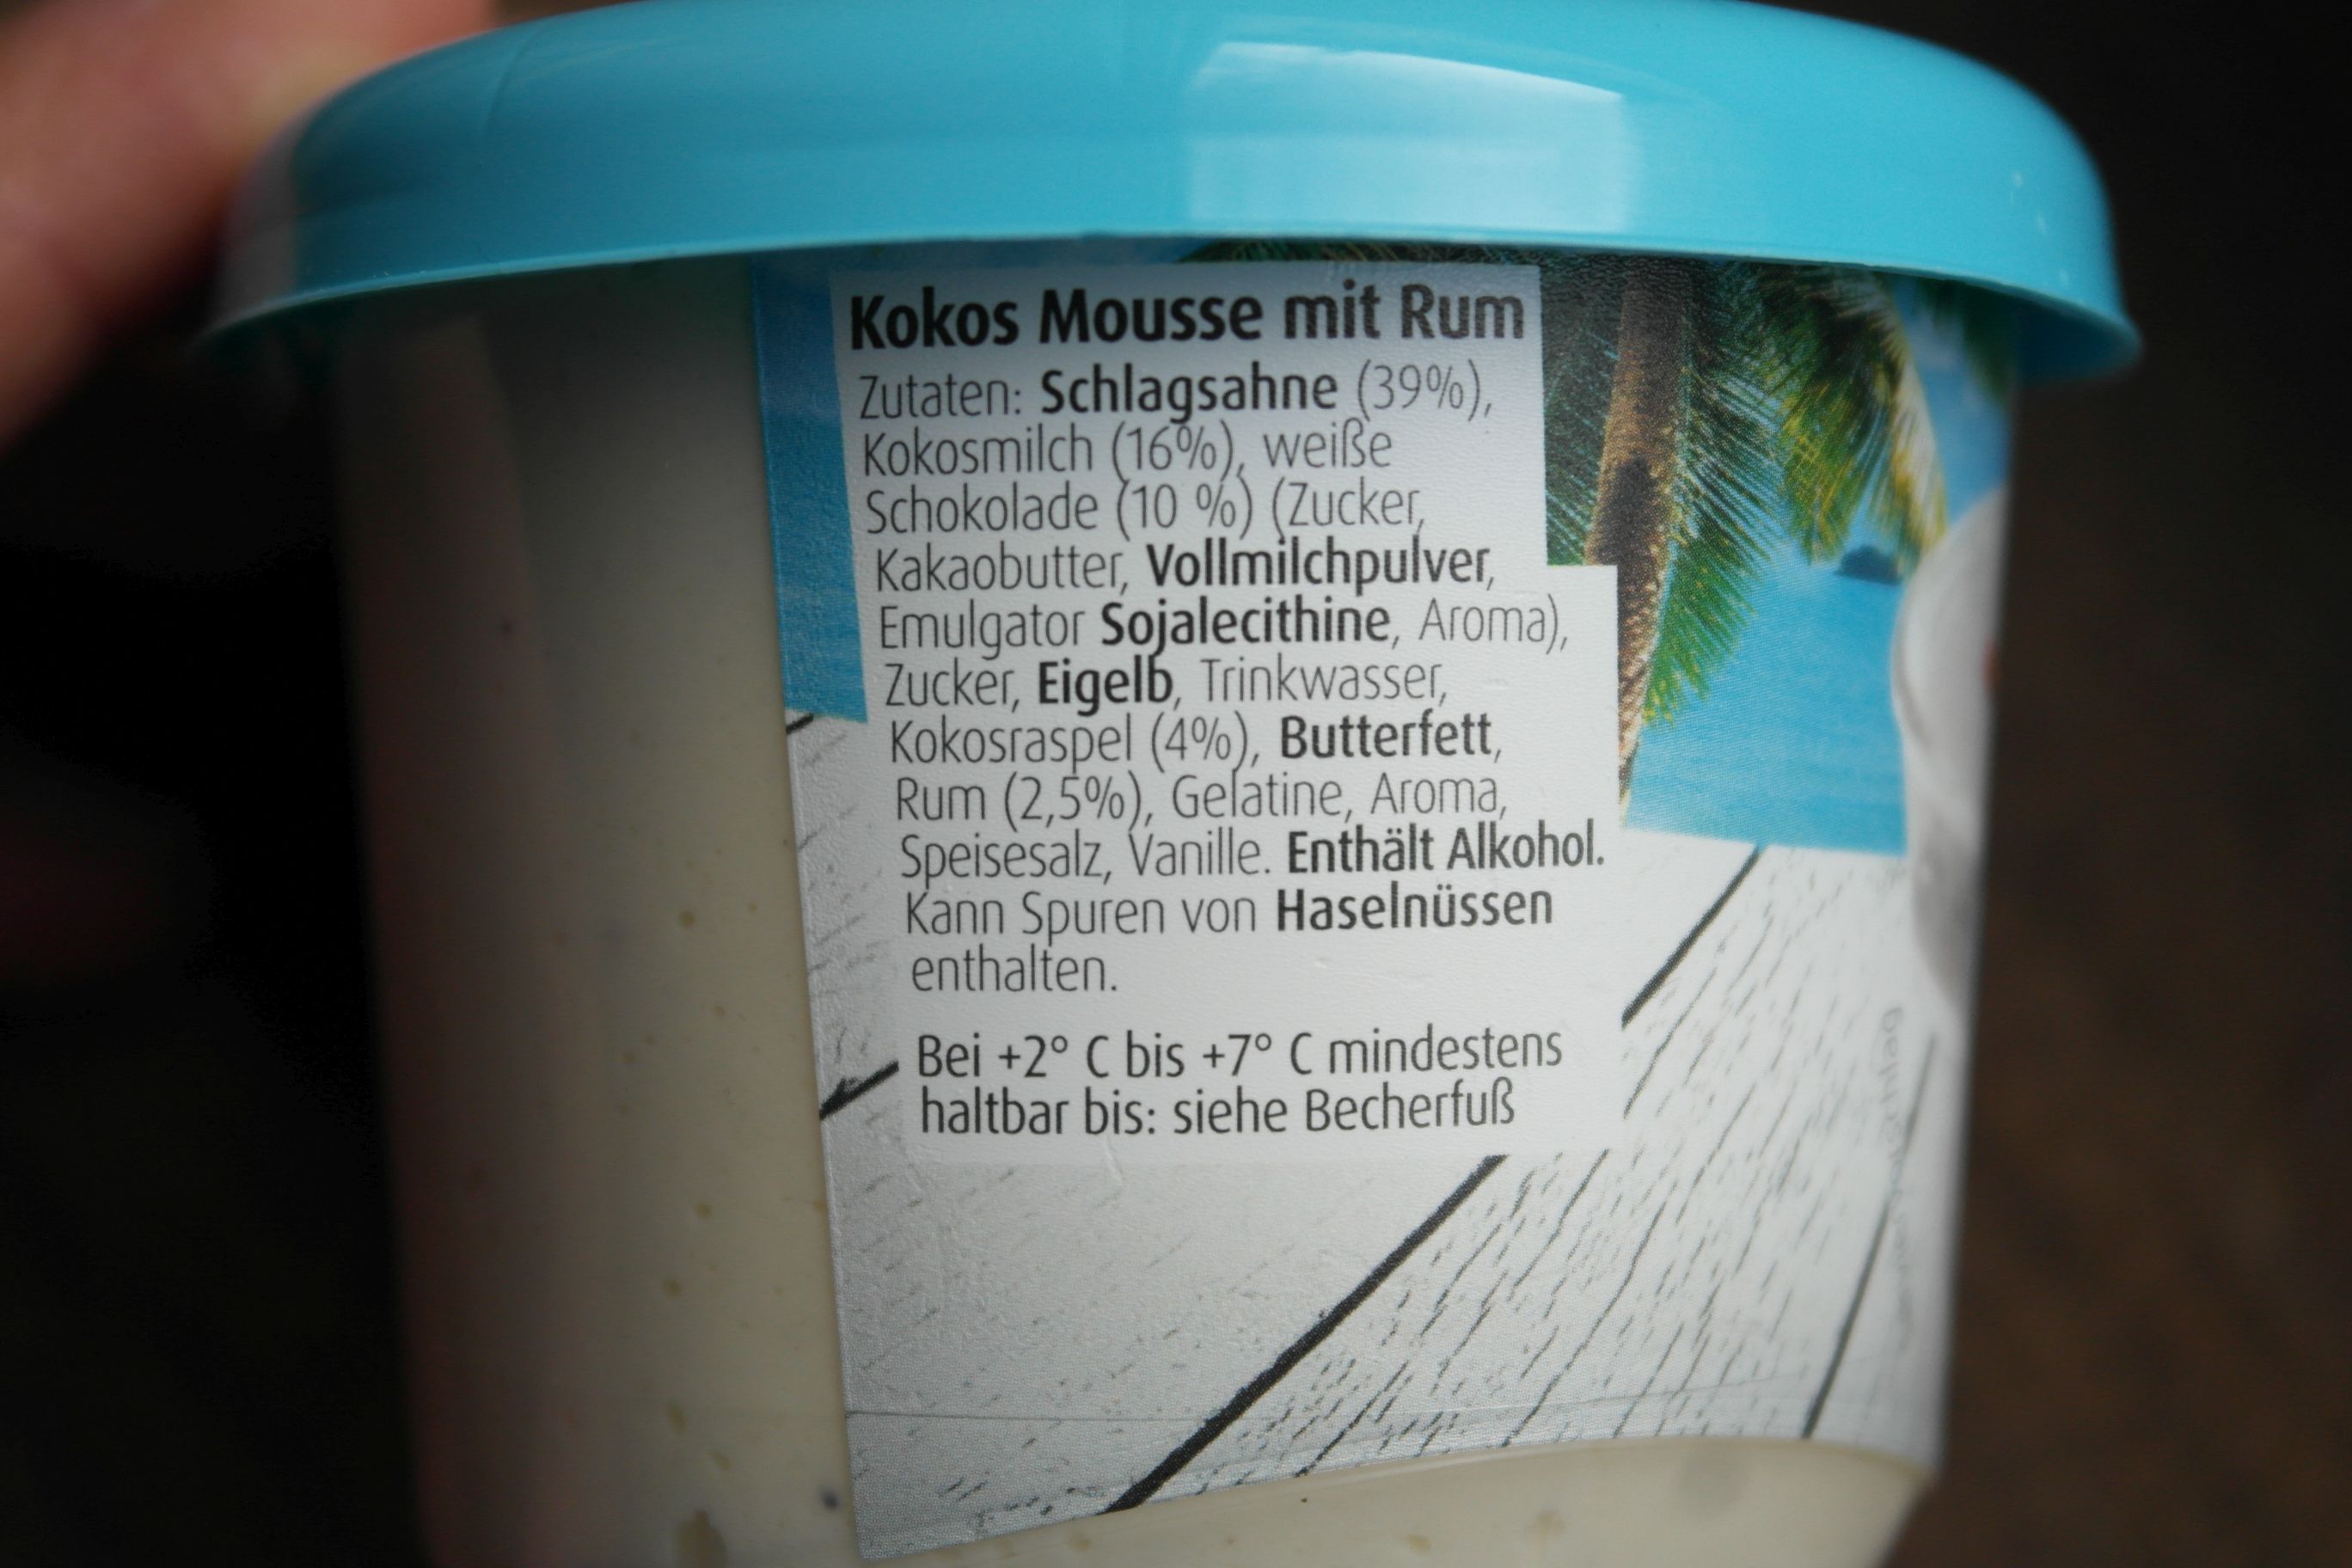 Kokos Mousse mit Rum
Zutaten: Schlagsahne (39%),
Kokosmilch (16%), weiße
Schokolade (10 %) (Zucker,
Kakaobutter, Vollmilchpulver,
Emulgator Sojalecithine, Aroma),
Zucker, Eigelb, Trinkwasser,
Kokosraspel (4%), Butterfett,
Rum (2,5%), Gelatine, Aroma,
Speisesalz, Vanille. Enthält Alkohol.
Kann Spuren von Haselnüssen
enthalten.
Bei +2° C bis +7° C mindestens
haltbar bis: siehe Becherfuß